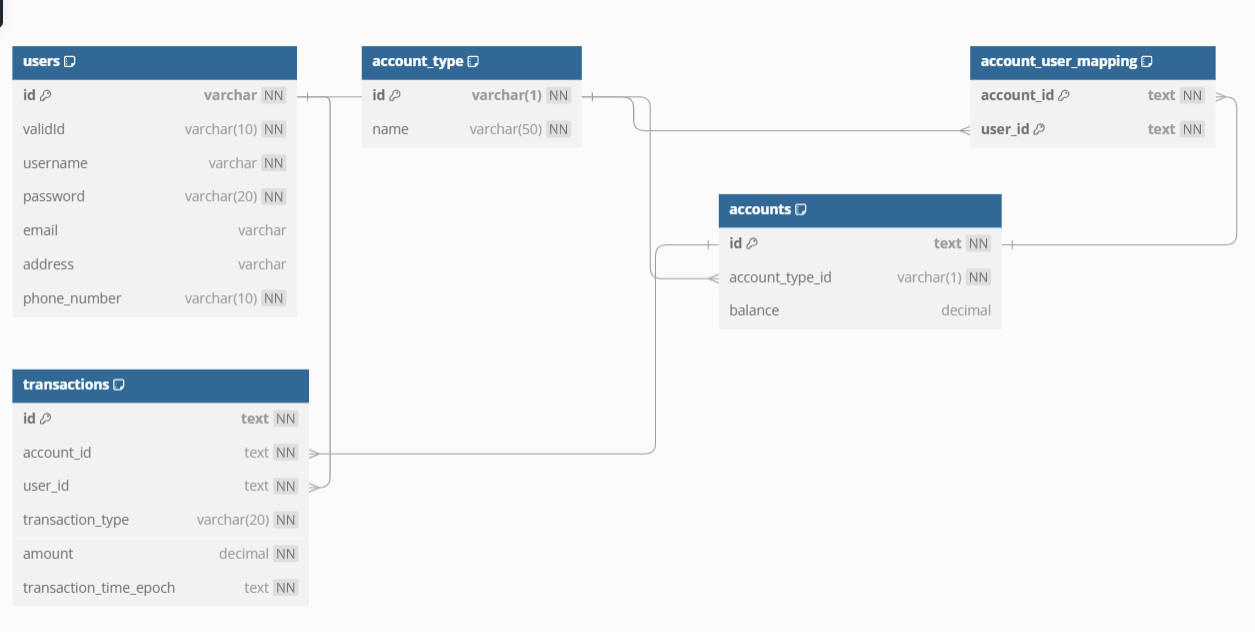 users
id varchar NN
validId varchar(10) NN
username varchar NN
password varchar(20) NN
email varchar
address varchar
phone_number varchar(10) NN
account_type
id varchar(1) NN
name varchar(50) NN
account_user_mapping
account_id text NN
user_id text NN
accounts
id text NN
account_type_id varchar(1) NN
balance decimal
transactions
id text NN
account_id text NN
user_id text NN
transaction_type varchar(20) NN
amount decimal NN
transaction_time_epoch text NN